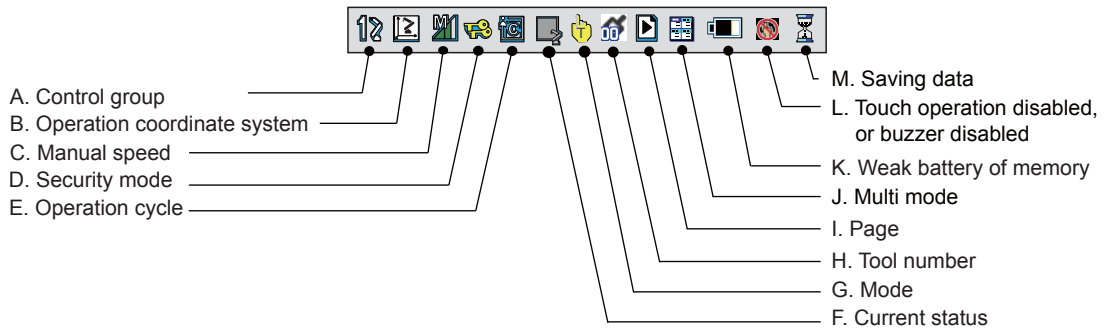 A. Control group
B. Operation coordinate system
C. Manual speed
D. Security mode
E. Operation cycle
M. Saving data
L. Touch operation disabled,
or buzzer disabled
K. Weak battery of memory
J. Multi mode
I. Page
H. Tool number
G. Mode
F. Current status